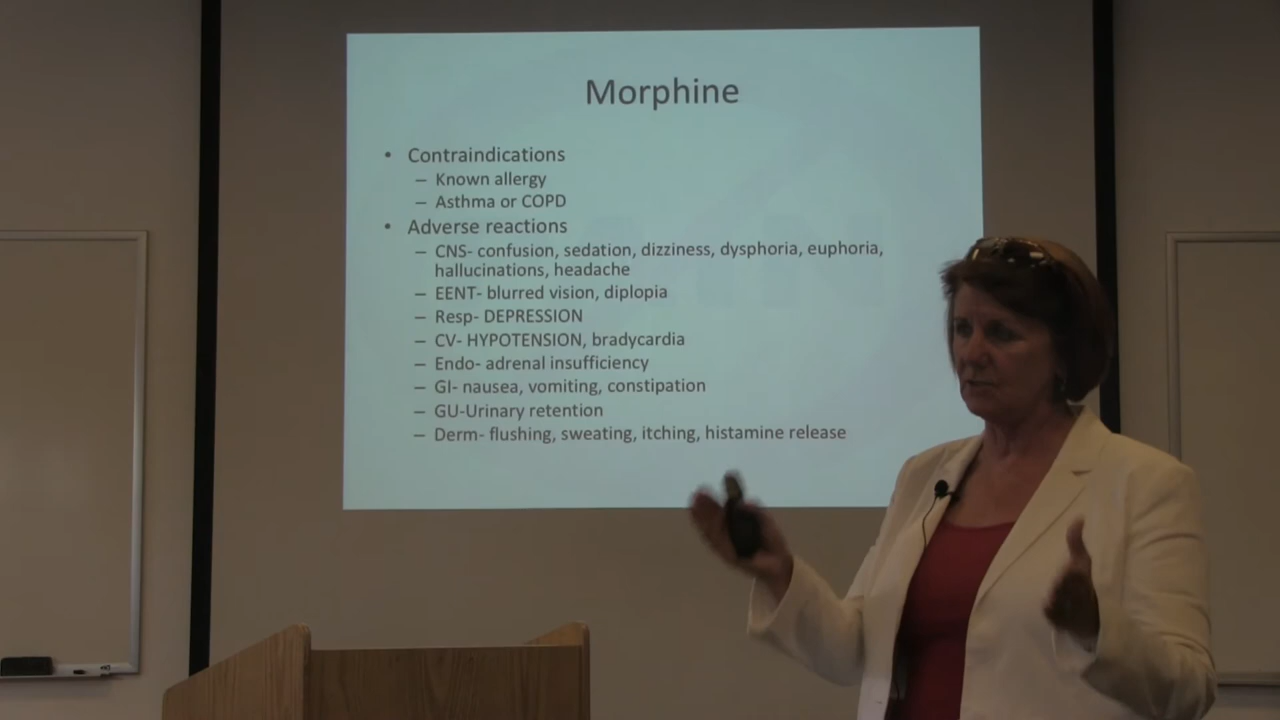 Morphine
• Contraindications
– Known allergy
– Asthma or COPD
• Adverse reactions
– CNS- confusion, sedation, dizziness, dysphoria, euphoria,
hallucinations, headache
– EENT- blurred vision, diplopia
– Resp- DEPRESSION
– CV- HYPOTENSION, bradycardia
– Endo- adrenal insufficiency
– GI- nausea, vomiting, constipation
– GU-Urinary retention
– Derm- flushing, sweating, itching, histamine release